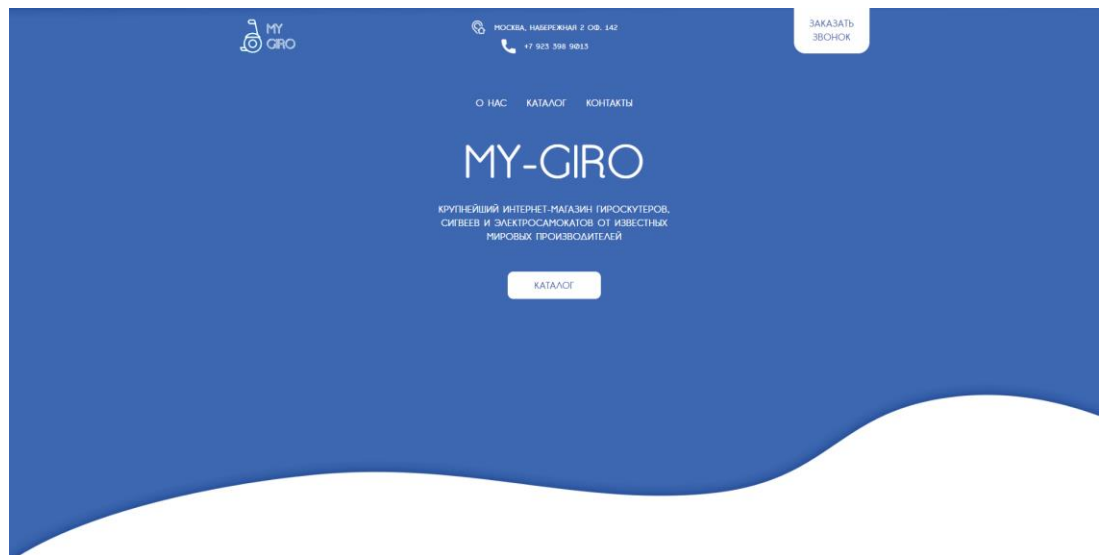 MY
GIRO
МОСКВА, НАБЕРЕЖНАЯ 2 ОФ. 142
+7 923 398 9013
ЗАКАЗАТЬ
ЗВОНОК
О НАС КАТАЛОГ КОНТАКТЫ
MY-GIRO
КРУПНЕЙШИЙ ИНТЕРНЕТ-МАГАЗИН ГИРОСКУТЕРОВ,
СИГВЕЕВ И ЭЛЕКТРОСАМОКАТОВ ОТ ИЗВЕСТНЫХ
МИРОВЫХ ПРОИЗВОДИТЕЛЕЙ
КАТАЛОГ